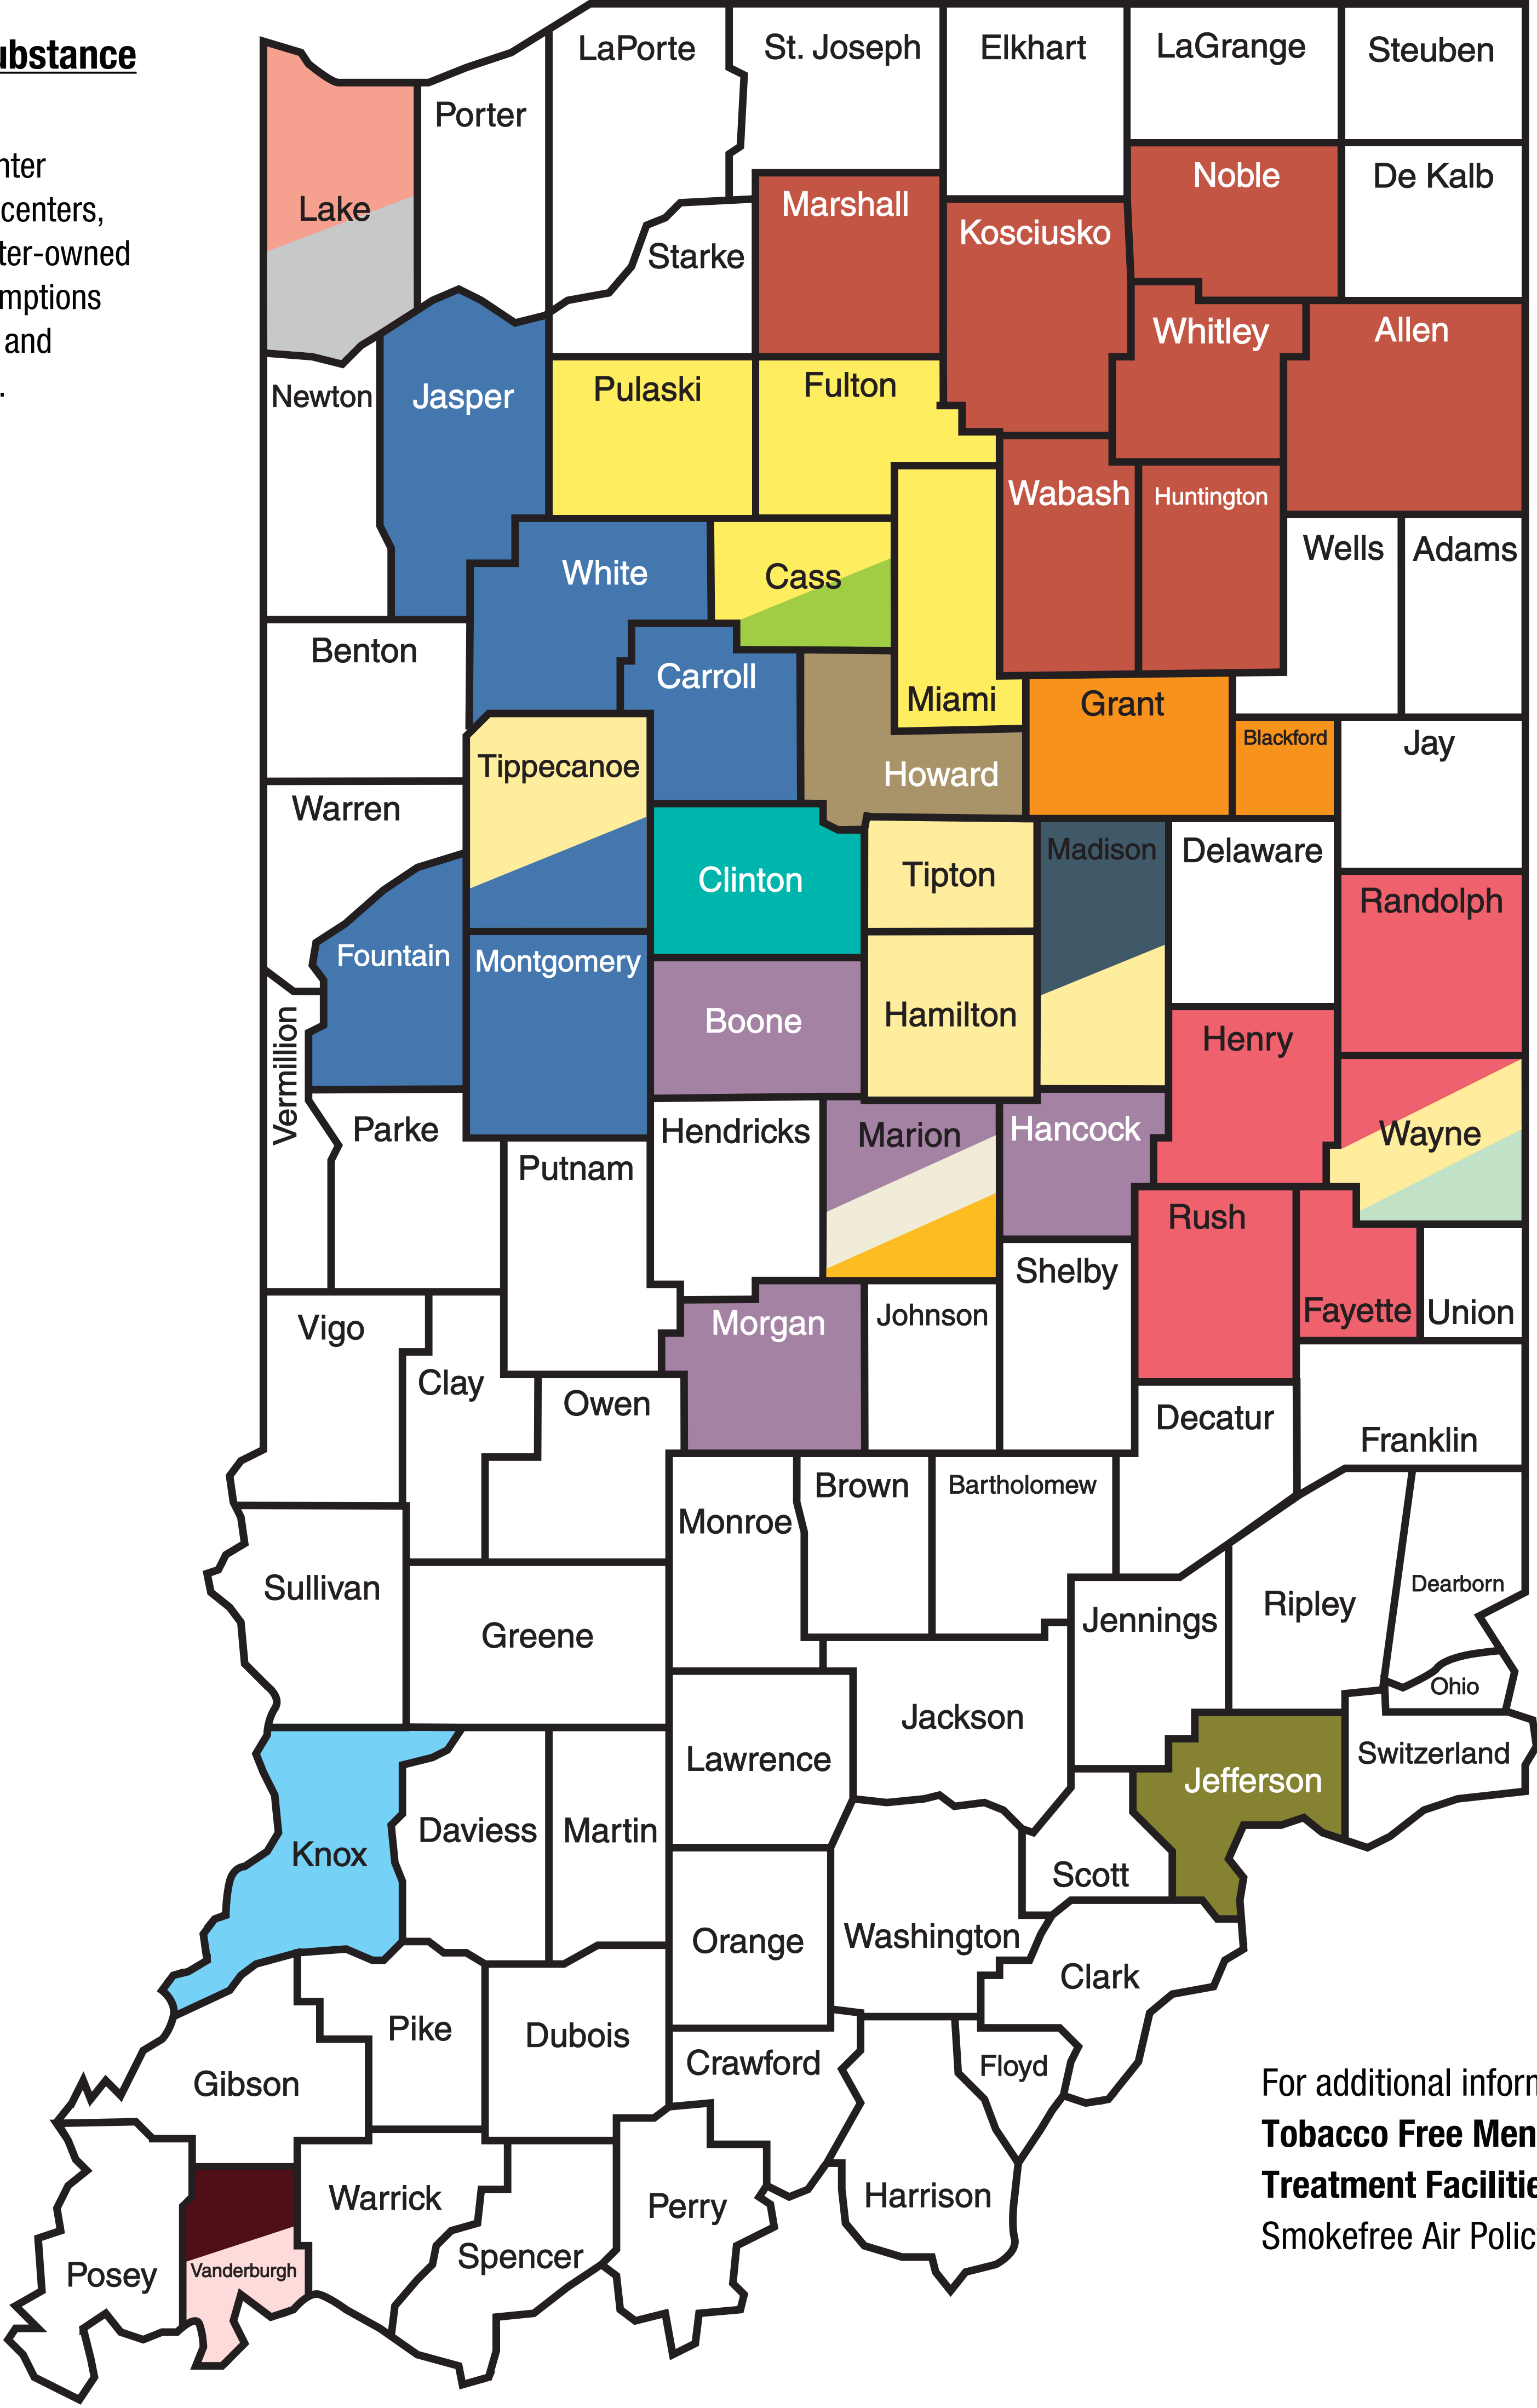 ubstance
nter
centers,
ter-owned
mptions
and
.
LaPorte
St. Joseph
Elkhart
LaGrange
Steuben
Porter
Lake
Marshall
Noble
De Kalb
Starke
Kosciusko
Whitley
Allen
Newton
Jasper
Pulaski
Fulton
Wabash
Huntington
Wells
Adams
White
Cass
Benton
Carroll
Miami
Grant
Blackford
Jay
Tippecanoe
Howard
Warren
Clinton
Tipton
Madison
Delaware
Randolph
Fountain
Montgomery
Boone
Hamilton
Henry
Vermillion
Parke
Putnam
Hendricks
Marion
Hancock
Wayne
Rush
Shelby
Fayette
Union
Vigo
Clay
Owen
Morgan
Johnson
Decatur
Franklin
Monroe
Brown
Bartholomew
Sullivan
Greene
Jennings
Ripley
Dearborn
Ohio
Jackson
Lawrence
Switzerland
Jefferson
Knox
Daviess
Martin
Scott
Orange
Washington
Clark
Pike
Dubois
Crawford
Floyd
Gibson
Harrison
Warrick
Perry
Spencer
Posey
Vanderburgh
For additional inforr
Tobacco Free Men
Treatment Facilitie
Smokefree Air Polic